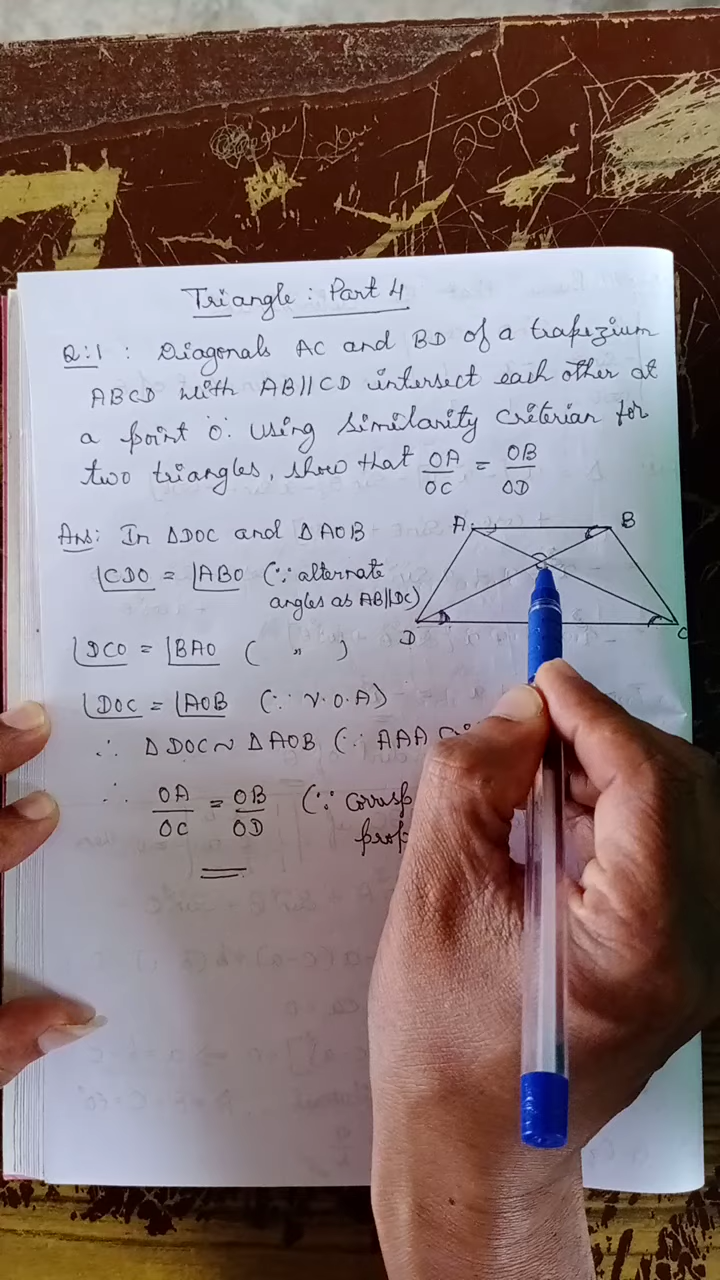 Triangle : Part 4
Q:1 : Diagonals AC and BD of a trapezium
ABCD with AB∥CD intersect each other at
a point O. Using similarity criterian for
two triangles, show that OA/OC = OB/OD
Ans: In ΔDOC and ΔAOB
∠CDO = ∠ABO (∵ alternate
angles as AB∥DC)
∠DCO = ∠BAO ( " )
∠DOC = ∠AOB (∵ V.O.A)
∴ ΔDOC ~ ΔAOB (∵ AAA
∴ OA/OC = OB/OD (∵
A
B
D
C
2020